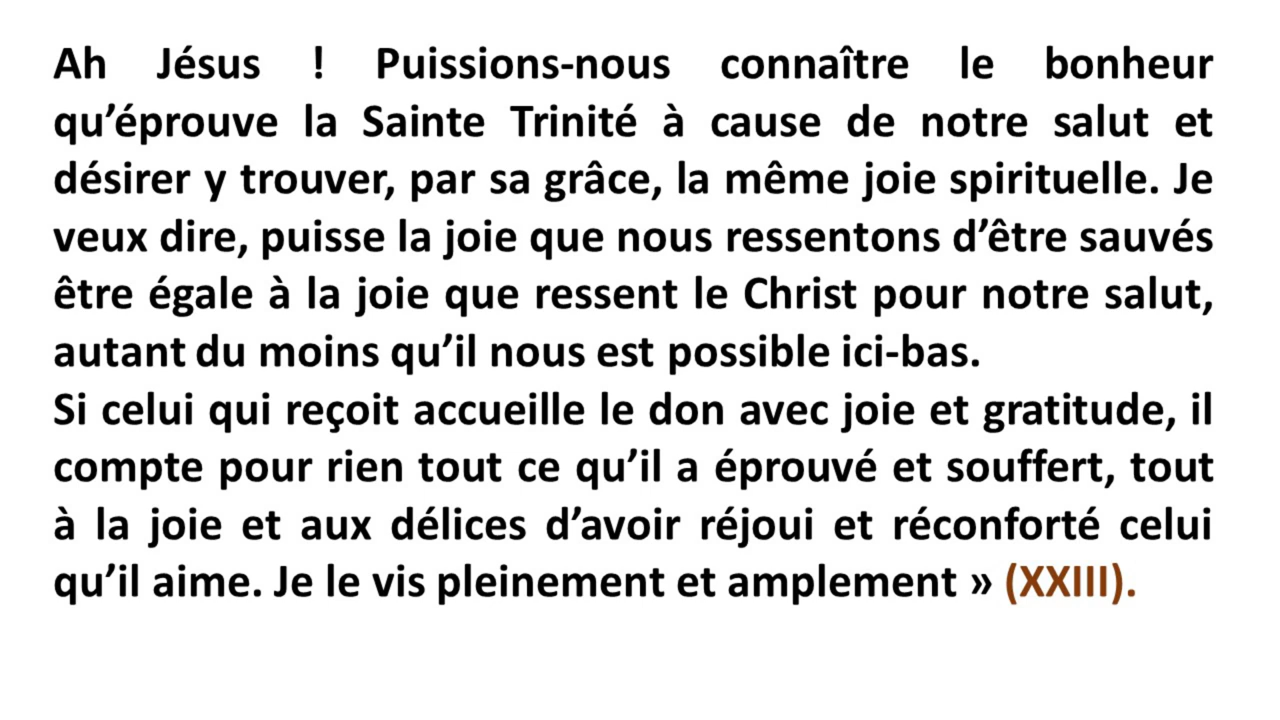 Ah Jésus ! Puissions-nous connaître le bonheur
qu’éprouve la Sainte Trinité à cause de notre salut et
désirer y trouver, par sa grâce, la même joie spirituelle. Je
veux dire, puisse la joie que nous ressentons d’être sauvés
être égale à la joie que ressent le Christ pour notre salut,
autant du moins qu’il nous est possible ici-bas.
Si celui qui reçoit accueille le don avec joie et gratitude, il
compte pour rien tout ce qu’il a éprouvé et souffert, tout
à la joie et aux délices d’avoir réjoui et réconforté celui
qu’il aime. Je le vis pleinement et amplement » (XXIII).